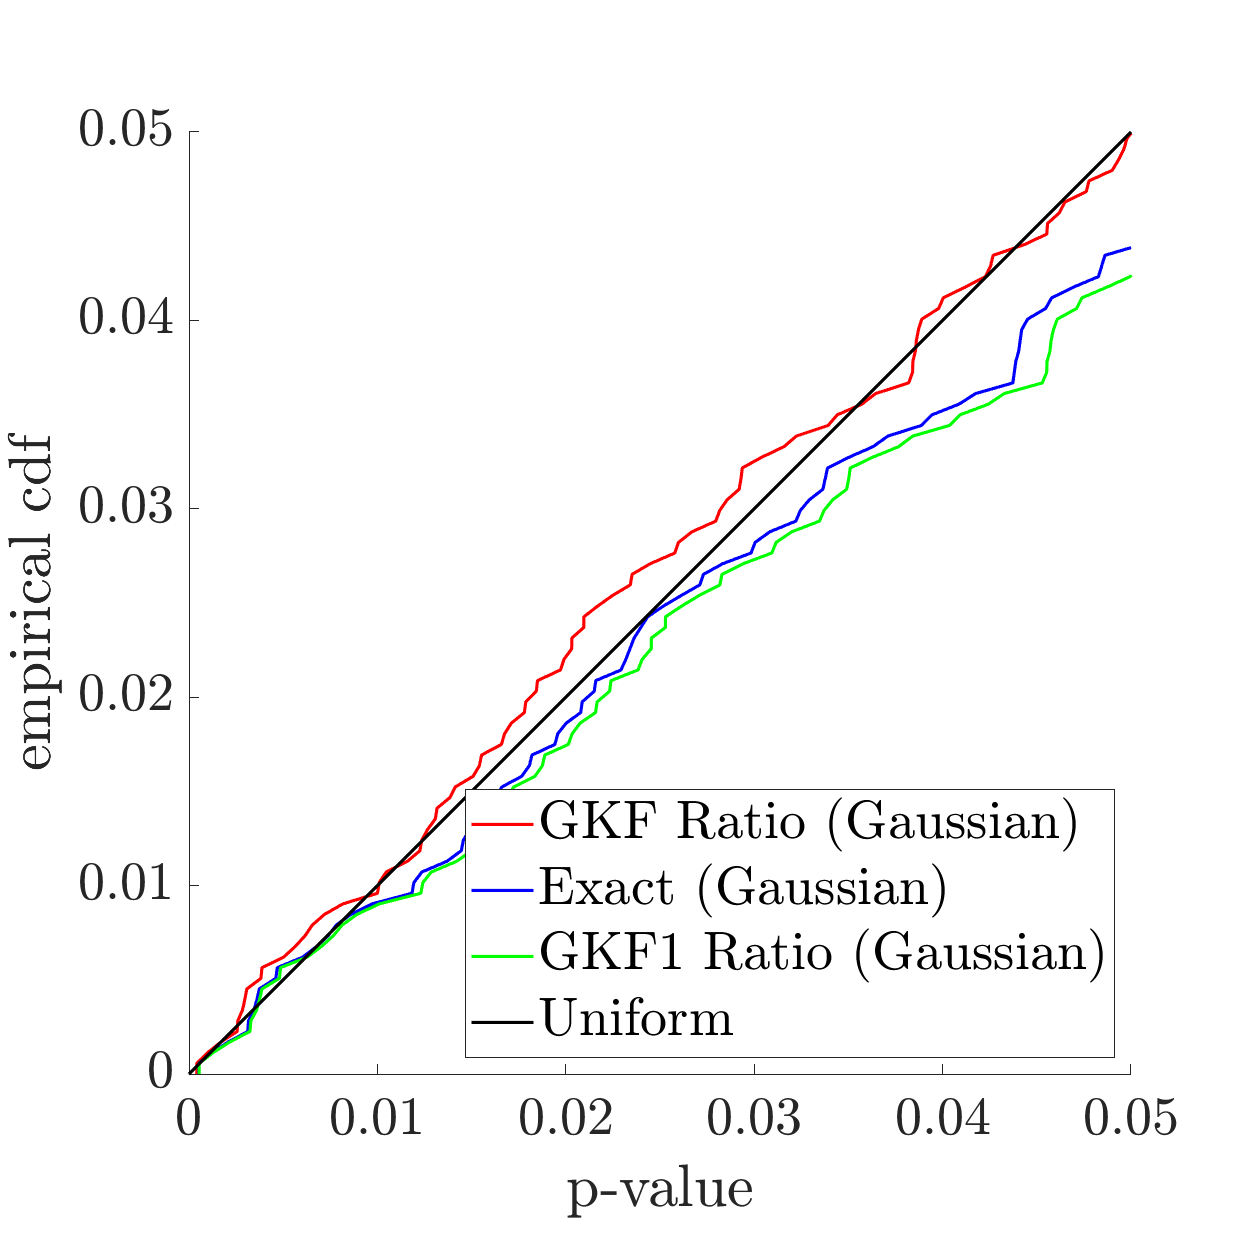 0.05
0.04
0.03
0.02
0.01
0
empirical cdf
GKF Ratio (Gaussian)
Exact (Gaussian)
GKF1 Ratio (Gaussian)
Uniform
0 0.01 0.02 0.03 0.04 0.05
p-value